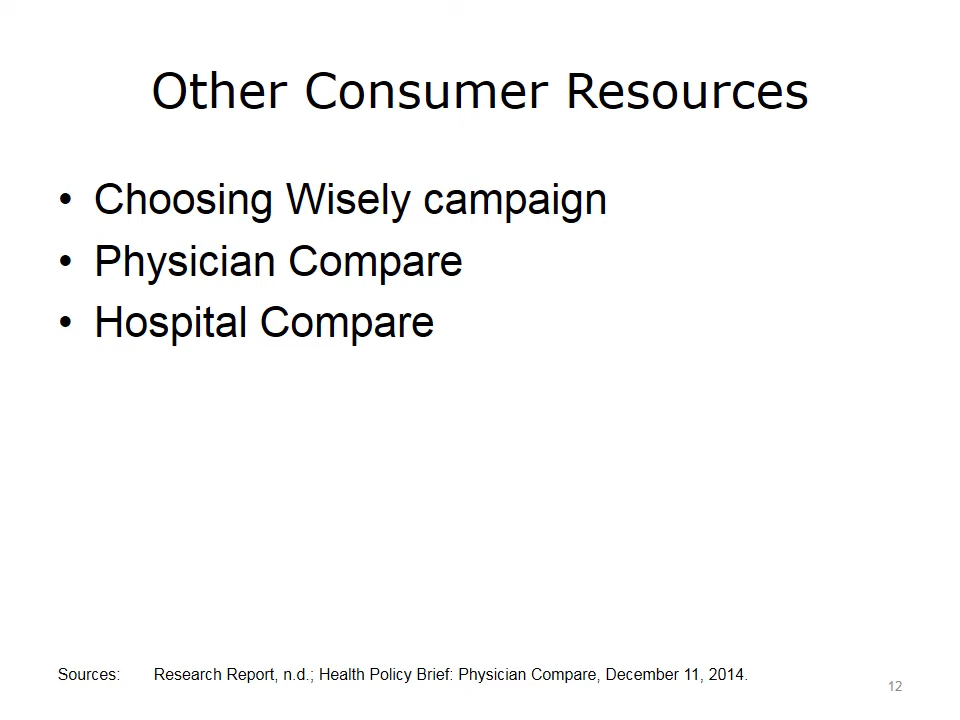 Other Consumer Resources
• Choosing Wisely campaign
• Physician Compare
• Hospital Compare
Sources: Research Report, n.d.; Health Policy Brief: Physician Compare, December 11, 2014.
12